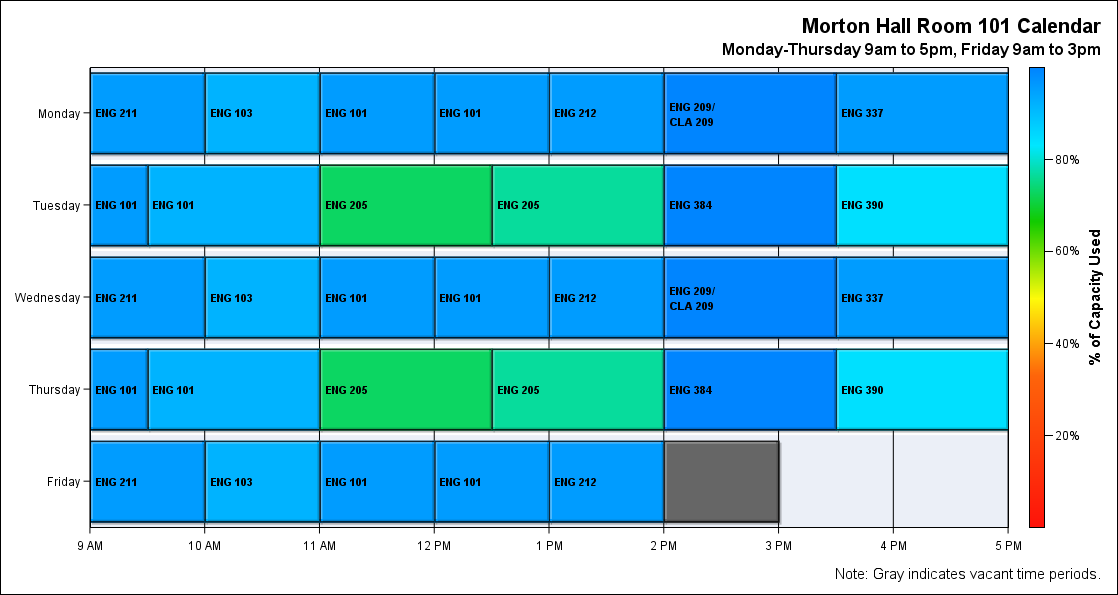 Morton Hall Room 101 Calendar
Monday-Thursday 9am to 5pm, Friday 9am to 3pm
Monday
ENG 211
ENG 103
ENG 101
ENG 101
ENG 212
ENG 209/
CLA 209
ENG 337
Tuesday
ENG 101
ENG 101
ENG 205
ENG 205
ENG 384
ENG 390
Wednesday
ENG 211
ENG 103
ENG 101
ENG 101
ENG 212
ENG 209/
CLA 209
ENG 337
Thursday
ENG 101
ENG 101
ENG 205
ENG 205
ENG 384
ENG 390
Friday
ENG 211
ENG 103
ENG 101
ENG 101
ENG 212
9 AM
10 AM
11 AM
12 PM
1 PM
2 PM
3 PM
4 PM
5 PM
80%
60%
40%
20%
% of Capacity Used
Note: Gray indicates vacant time periods.